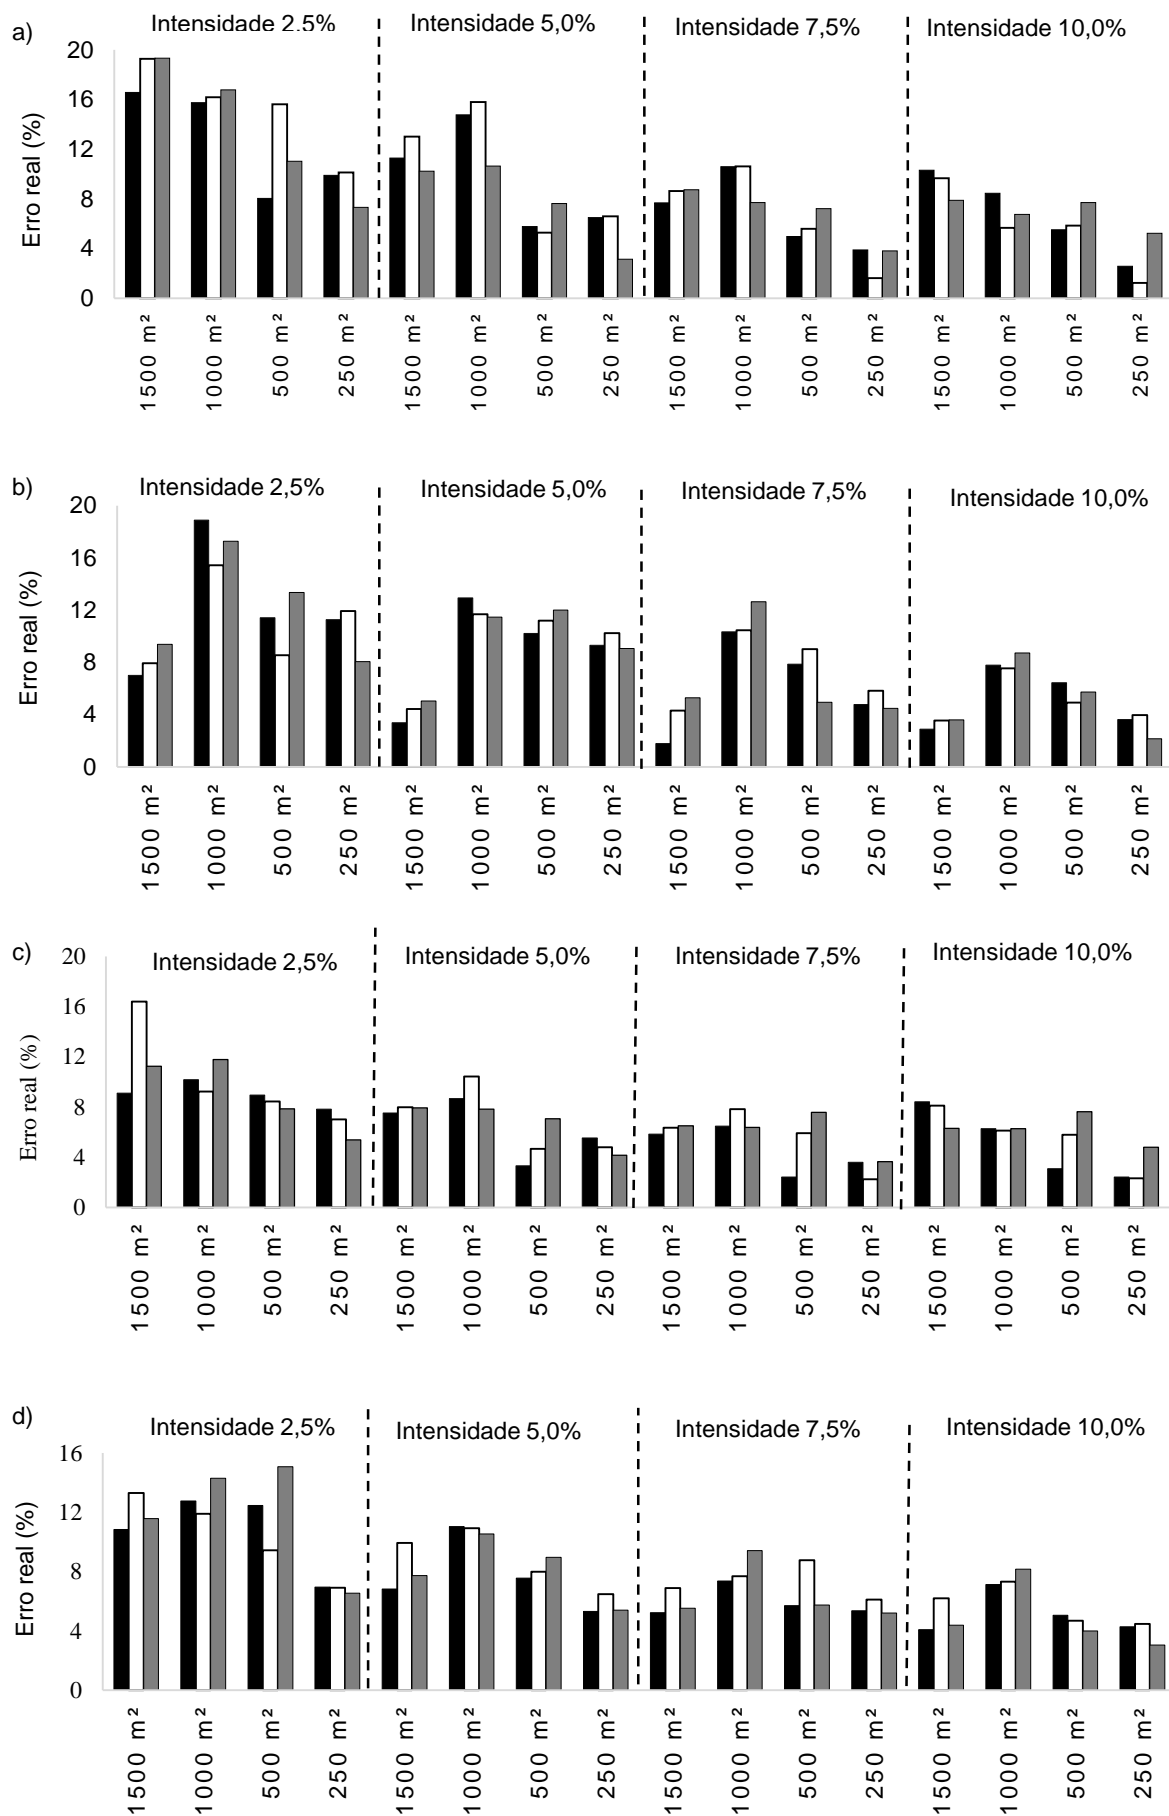 a)
Intensidade 2.5%
Intensidade 5,0%
Intensidade 7,5%
Intensidade 10,0%
Erro real (%)
20
16
12
8
4
0
1500 m²
1000 m²
500 m²
250 m²
1500 m²
1000 m²
500 m²
250 m²
1500 m²
1000 m²
500 m²
250 m²
1500 m²
1000 m²
500 m²
250 m²
b)
Intensidade 2,5%
Intensidade 5,0%
Intensidade 7,5%
Intensidade 10,0%
Erro real (%)
20
16
12
8
4
0
1500 m²
1000 m²
500 m²
250 m²
1500 m²
1000 m²
500 m²
250 m²
1500 m²
1000 m²
500 m²
250 m²
1500 m²
1000 m²
500 m²
250 m²
c)
Intensidade 2,5%
Intensidade 5,0%
Intensidade 7,5%
Intensidade 10,0%
Erro real (%)
20
16
12
8
4
0
1500 m²
1000 m²
500 m²
250 m²
1500 m²
1000 m²
500 m²
250 m²
1500 m²
1000 m²
500 m²
250 m²
1500 m²
1000 m²
500 m²
250 m²
d)
Intensidade 2,5%
Intensidade 5,0%
Intensidade 7,5%
Intensidade 10,0%
Erro real (%)
16
12
8
4
0
1500 m²
1000 m²
500 m²
250 m²
1500 m²
1000 m²
500 m²
250 m²
1500 m²
1000 m²
500 m²
250 m²
1500 m²
1000 m²
500 m²
250 m²